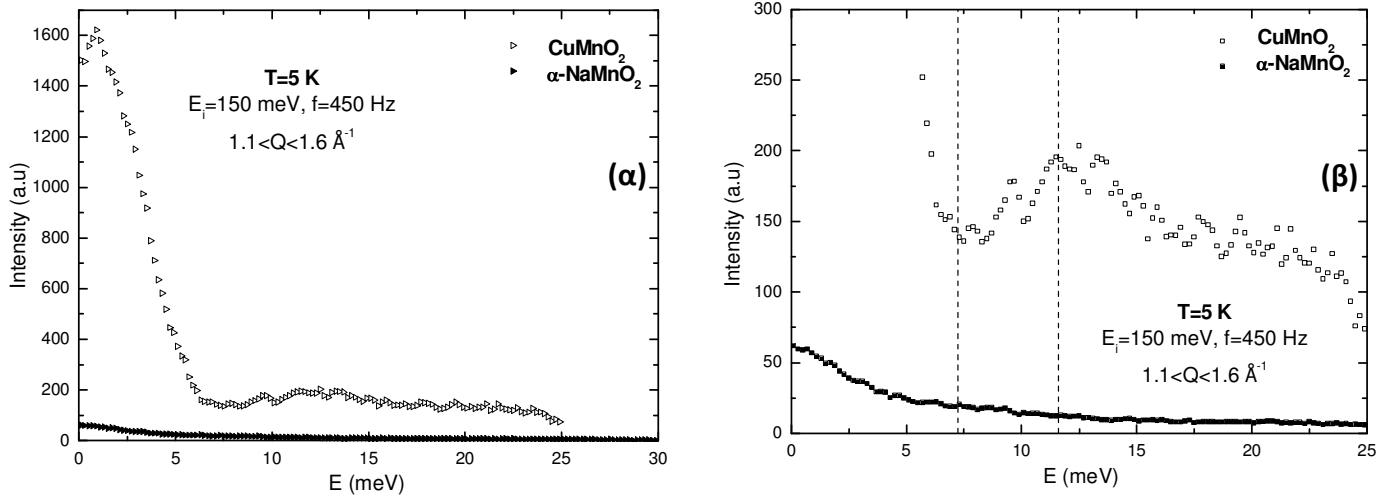 CuMnO₂
α-NaMnO₂
T=5 K
E_i=150 meV, f=450 Hz
1.1<Q<1.6 Å⁻¹
(α)
Intensity (a.u)
1600
1400
1200
1000
800
600
400
200
0
0 5 10 15 20 25 30
E (meV)
CuMnO₂
α-NaMnO₂
(β)
T=5 K
E_i=150 meV, f=450 Hz
1.1<Q<1.6 Å⁻¹
Intensity (a.u)
300
250
200
150
100
50
0
0 5 10 15 20 25
E (meV)